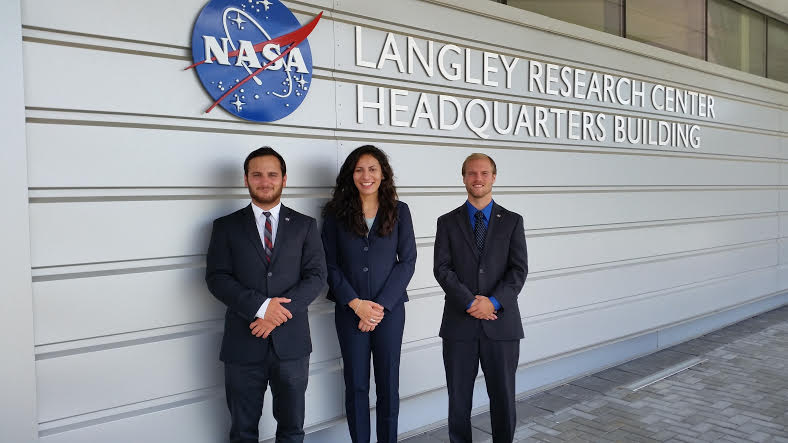 NASA
LANGLEY RESEARCH CENTER
HEADQUARTERS BUILDING